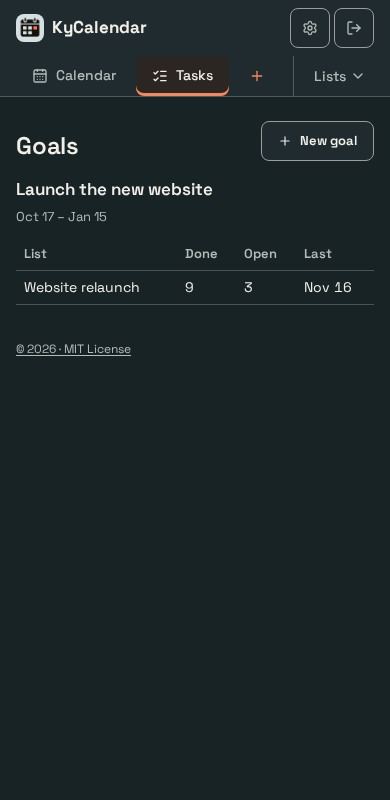 KyCalendar
Calendar
Tasks
+
Lists
Goals
+ New goal
Launch the new website
Oct 17 – Jan 15
List Done Open Last
Website relaunch 9 3 Nov 16
© 2026 · MIT License